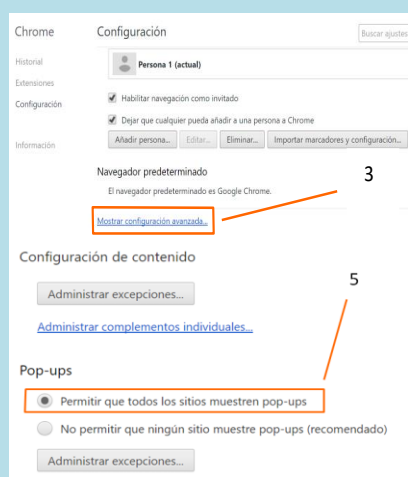 Chrome
Configuración
Buscar ajustes
Historial
Extensiones
Configuración
Información
Persona 1 (actual)
Habilitar navegación como invitado
Dejar que cualquier pueda añadir a una persona a Chrome
Añadir persona... Editar... Eliminar... Importar marcadores y configuración...
Navegador predeterminado
El navegador predeterminado es Google Chrome.
3
Mostrar configuración avanzada...
Configuración de contenido
Administrar excepciones...
5
Administrar complementos individuales...
Pop-ups
Permitir que todos los sitios muestren pop-ups
No permitir que ningún sitio muestre pop-ups (recomendado)
Administrar excepciones...